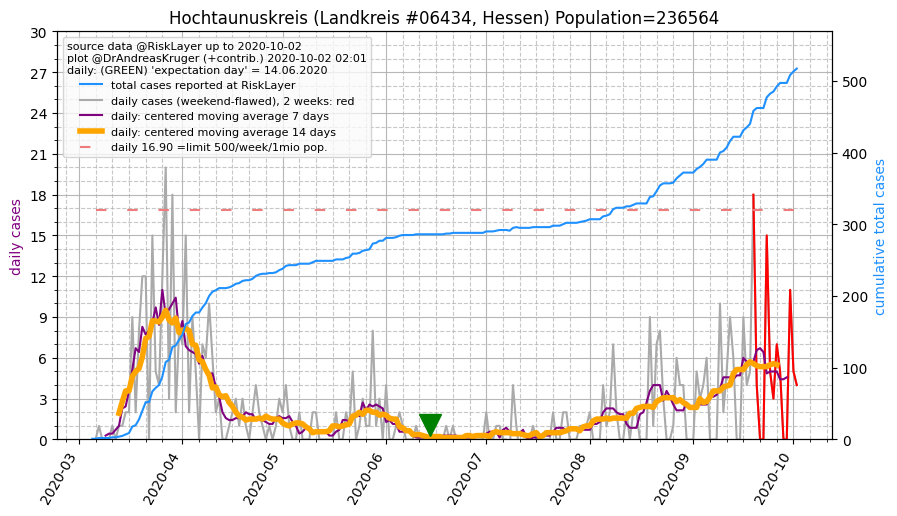 Hochtaunuskreis (Landkreis #06434, Hessen) Population=236564
source data @RiskLayer up to 2020-10-02
plot @DrAndreasKruger (+contrib.) 2020-10-02 02:01
daily: (GREEN) 'expectation day' = 14.06.2020
total cases reported at RiskLayer
daily cases (weekend-flawed), 2 weeks: red
daily: centered moving average 7 days
daily: centered moving average 14 days
daily 16.90 =limit 500/week/1mio pop.
daily cases
30
27
24
21
18
15
12
9
6
3
0
cumulative total cases
500
400
300
200
100
0
2020-03
2020-04
2020-05
2020-06
2020-07
2020-08
2020-09
2020-10